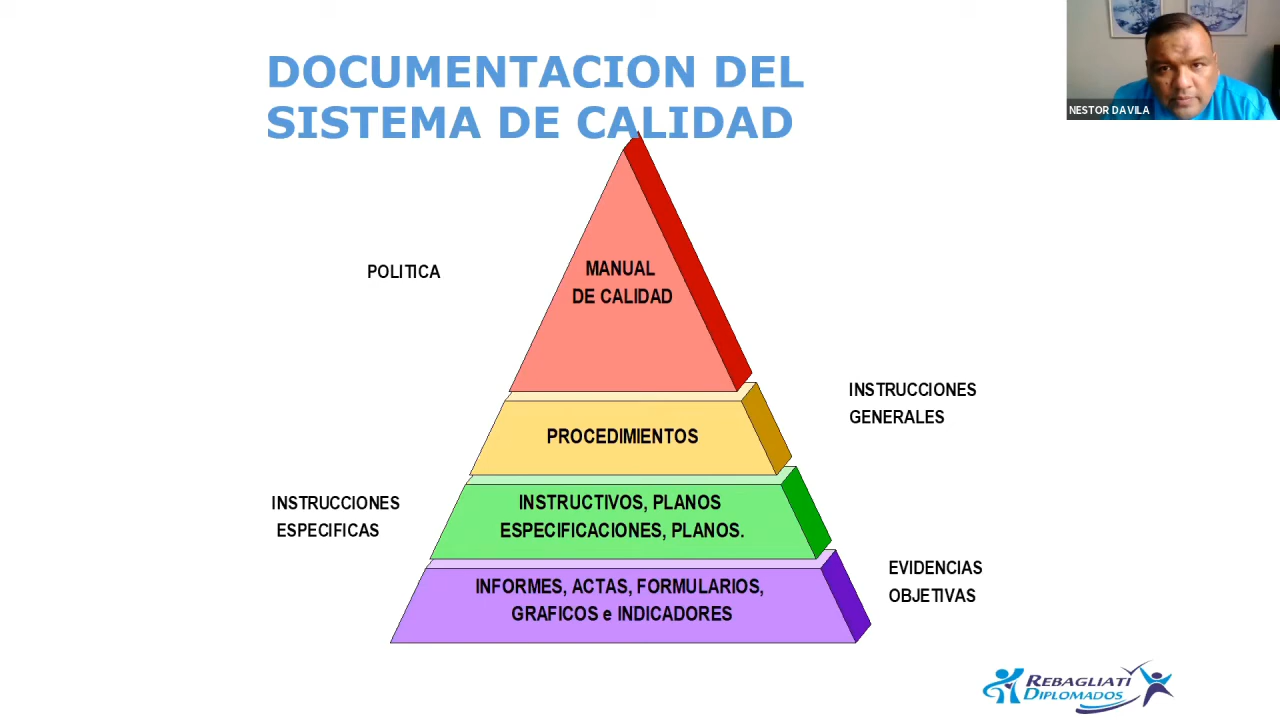 DOCUMENTACION DEL
SISTEMA DE CALIDAD
NESTOR DAVILA
POLITICA
MANUAL
DE CALIDAD
INSTRUCCIONES
GENERALES
PROCEDIMIENTOS
INSTRUCCIONES
ESPECIFICAS
INSTRUCTIVOS, PLANOS
ESPECIFICACIONES, PLANOS.
EVIDENCIAS
OBJETIVAS
INFORMES, ACTAS, FORMULARIOS,
GRAFICOS e INDICADORES
REBAGLIATI
DIPLOMADOS